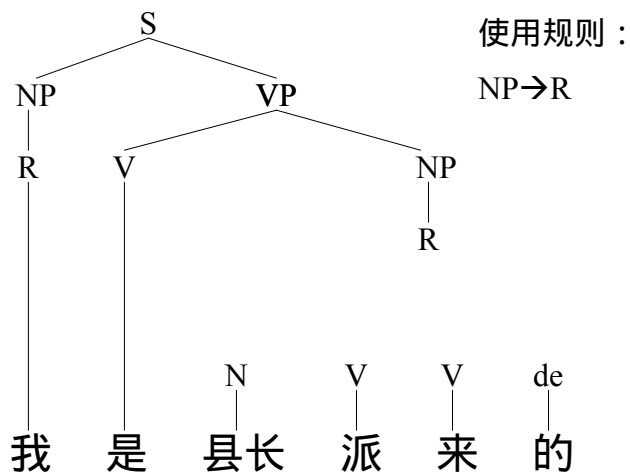 S
使用规则：
NP VP
NP→R
R V NP
R
N V V de
我 是 县长 派 来 的